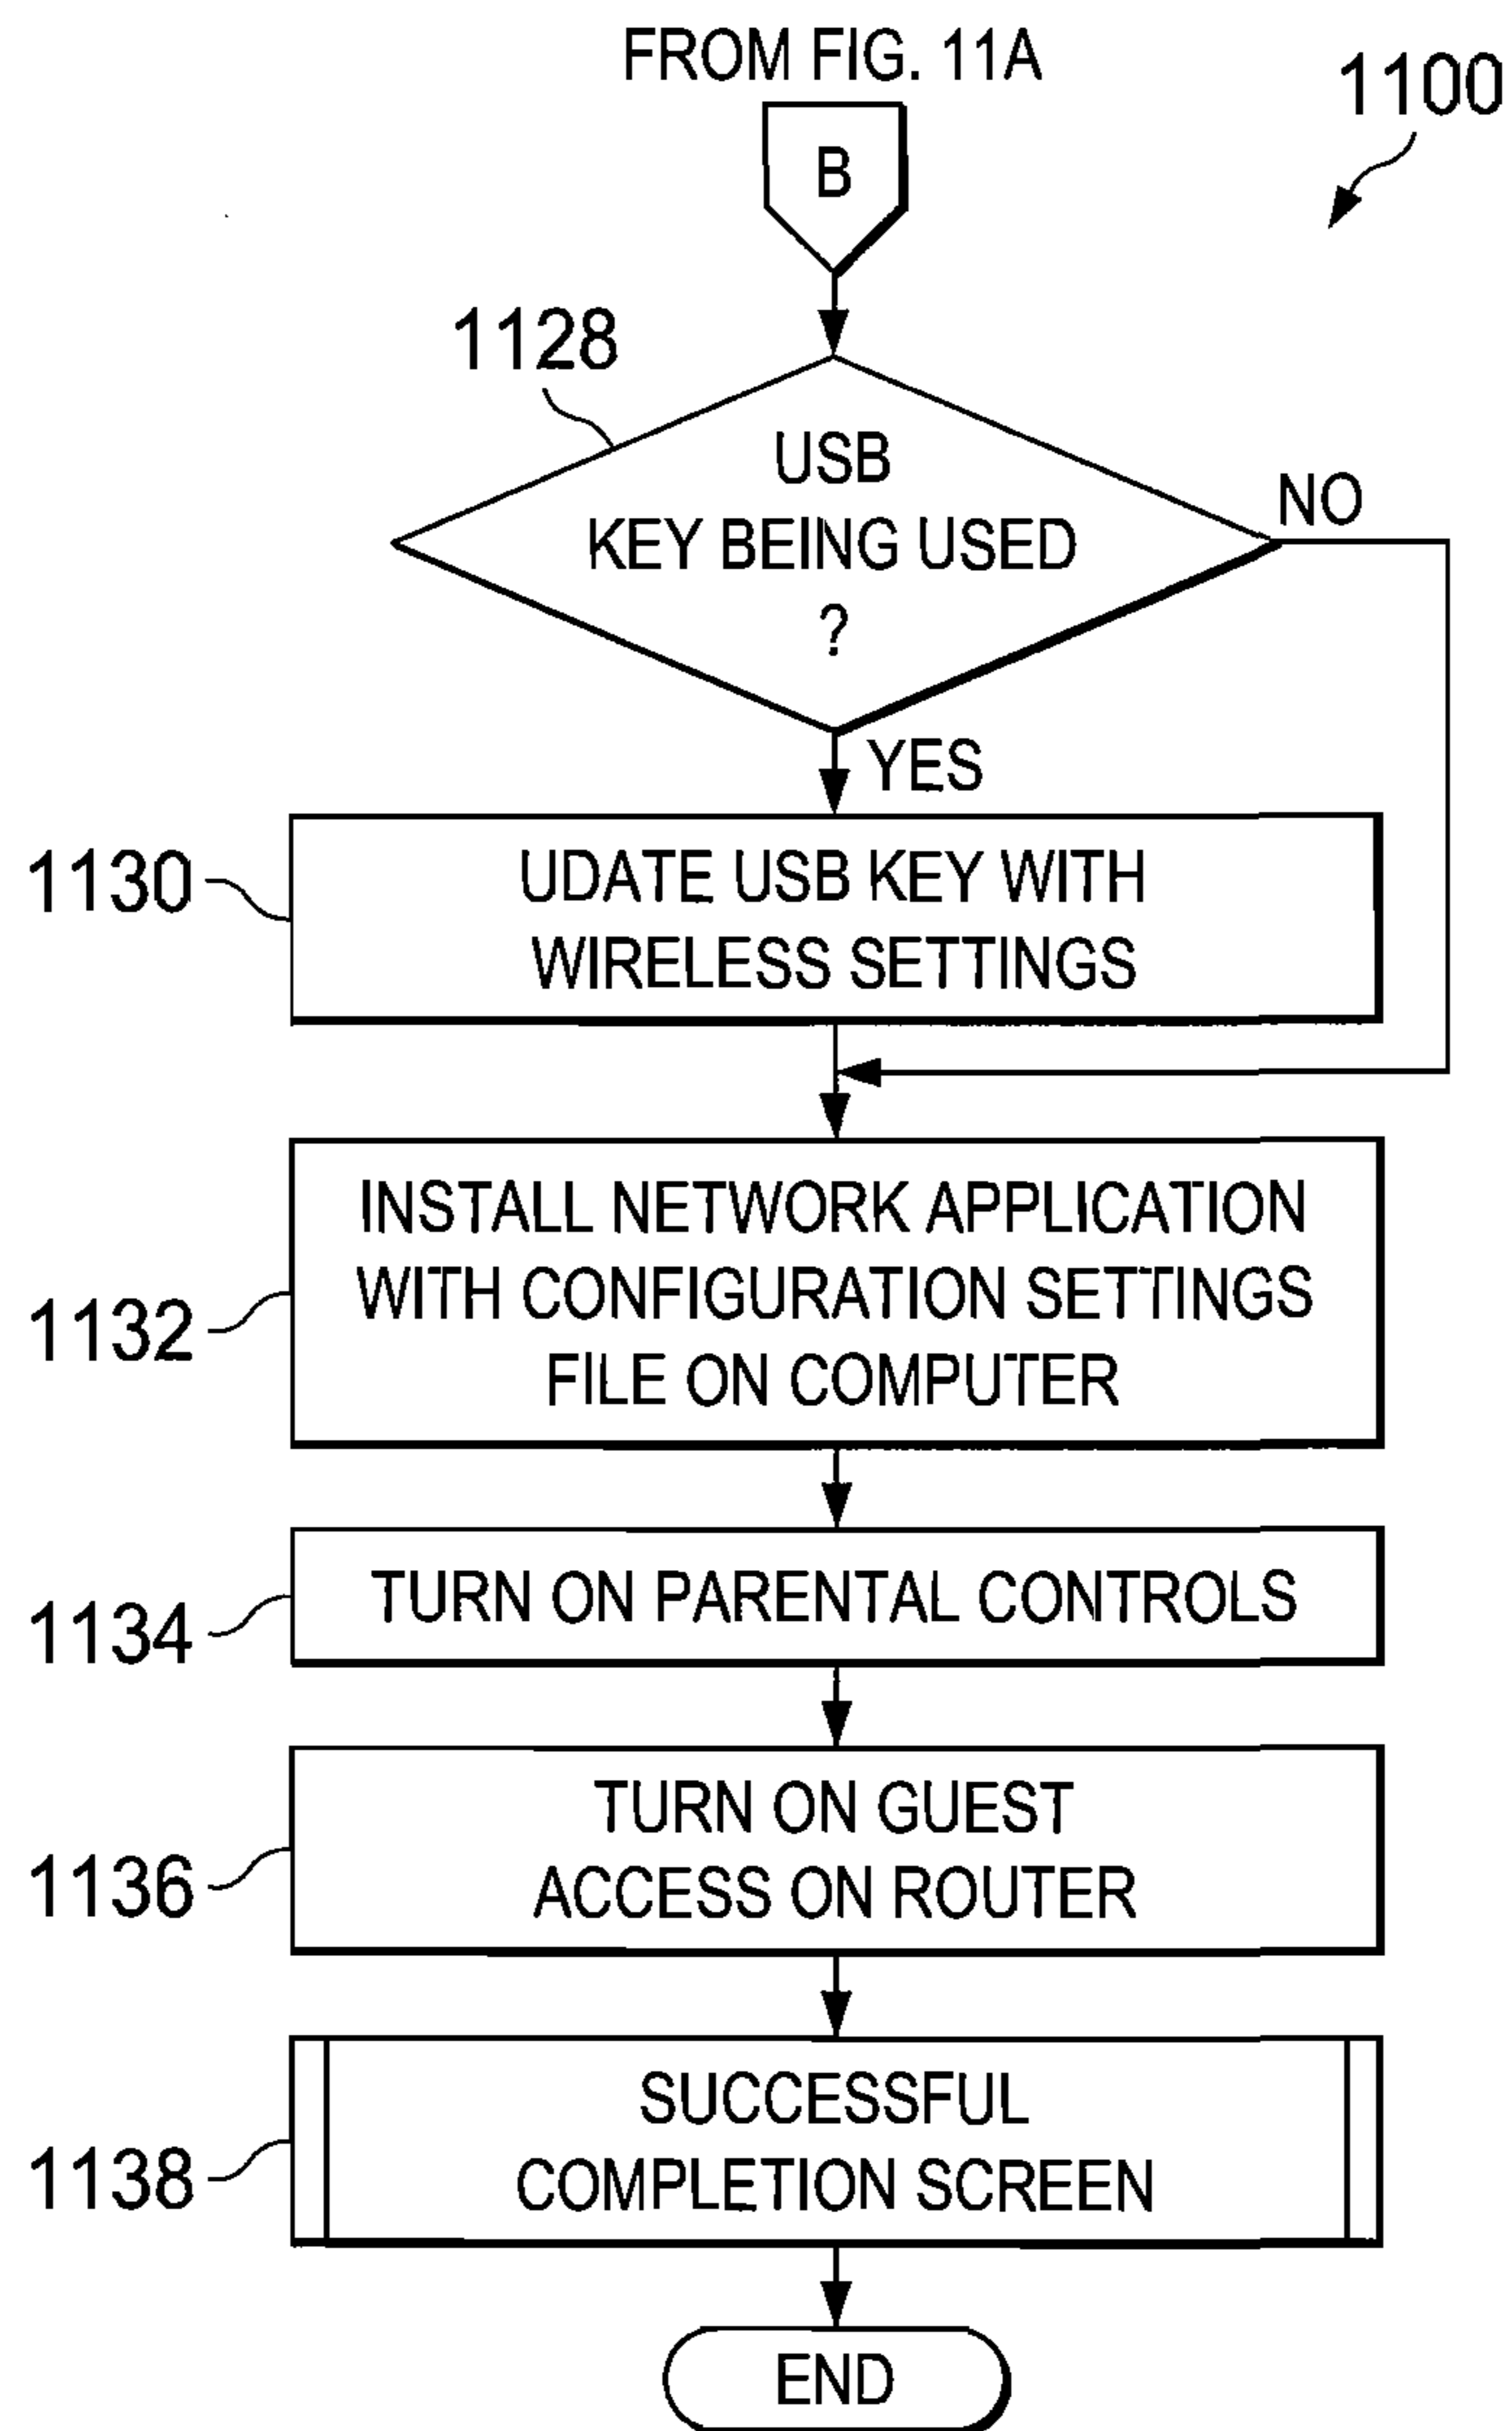 FROM FIG. 11A
1100
B
1128
USB
KEY BEING USED
?
NO
YES
1130
UDATE USB KEY WITH
WIRELESS SETTINGS
1132
INSTALL NETWORK APPLICATION
WITH CONFIGURATION SETTINGS
FILE ON COMPUTER
1134
TURN ON PARENTAL CONTROLS
1136
TURN ON GUEST
ACCESS ON ROUTER
1138
SUCCESSFUL
COMPLETION SCREEN
END